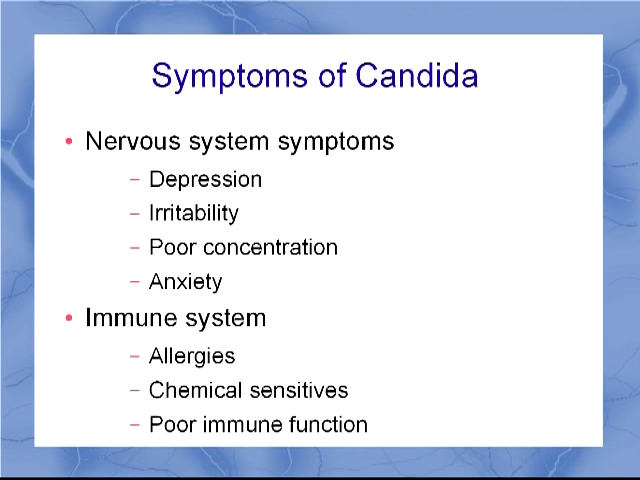 Symptoms of Candida
• Nervous system symptoms
– Depression
– Irritability
– Poor concentration
– Anxiety
• Immune system
– Allergies
– Chemical sensitives
– Poor immune function